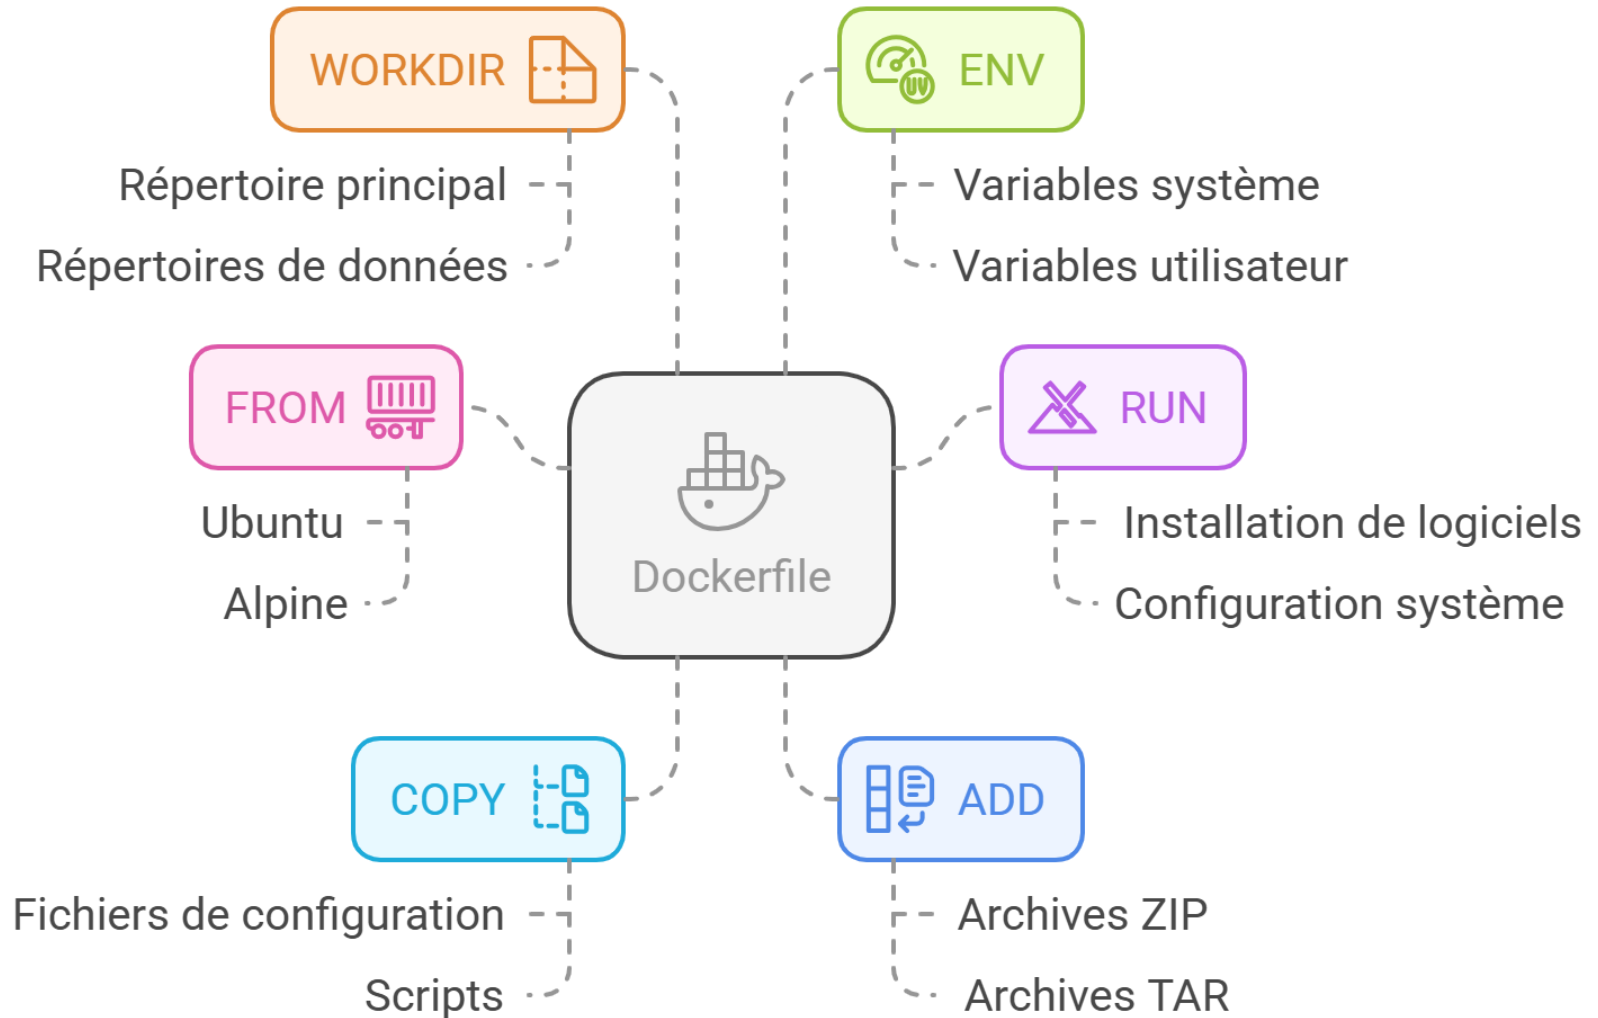 WORKDIR
Répertoire principal
Répertoires de données
ENV
UV
Variables système
Variables utilisateur
FROM
Ubuntu
Alpine
Dockerfile
RUN
Installation de logiciels
Configuration système
COPY
Fichiers de configuration
Scripts
ADD
Archives ZIP
Archives TAR